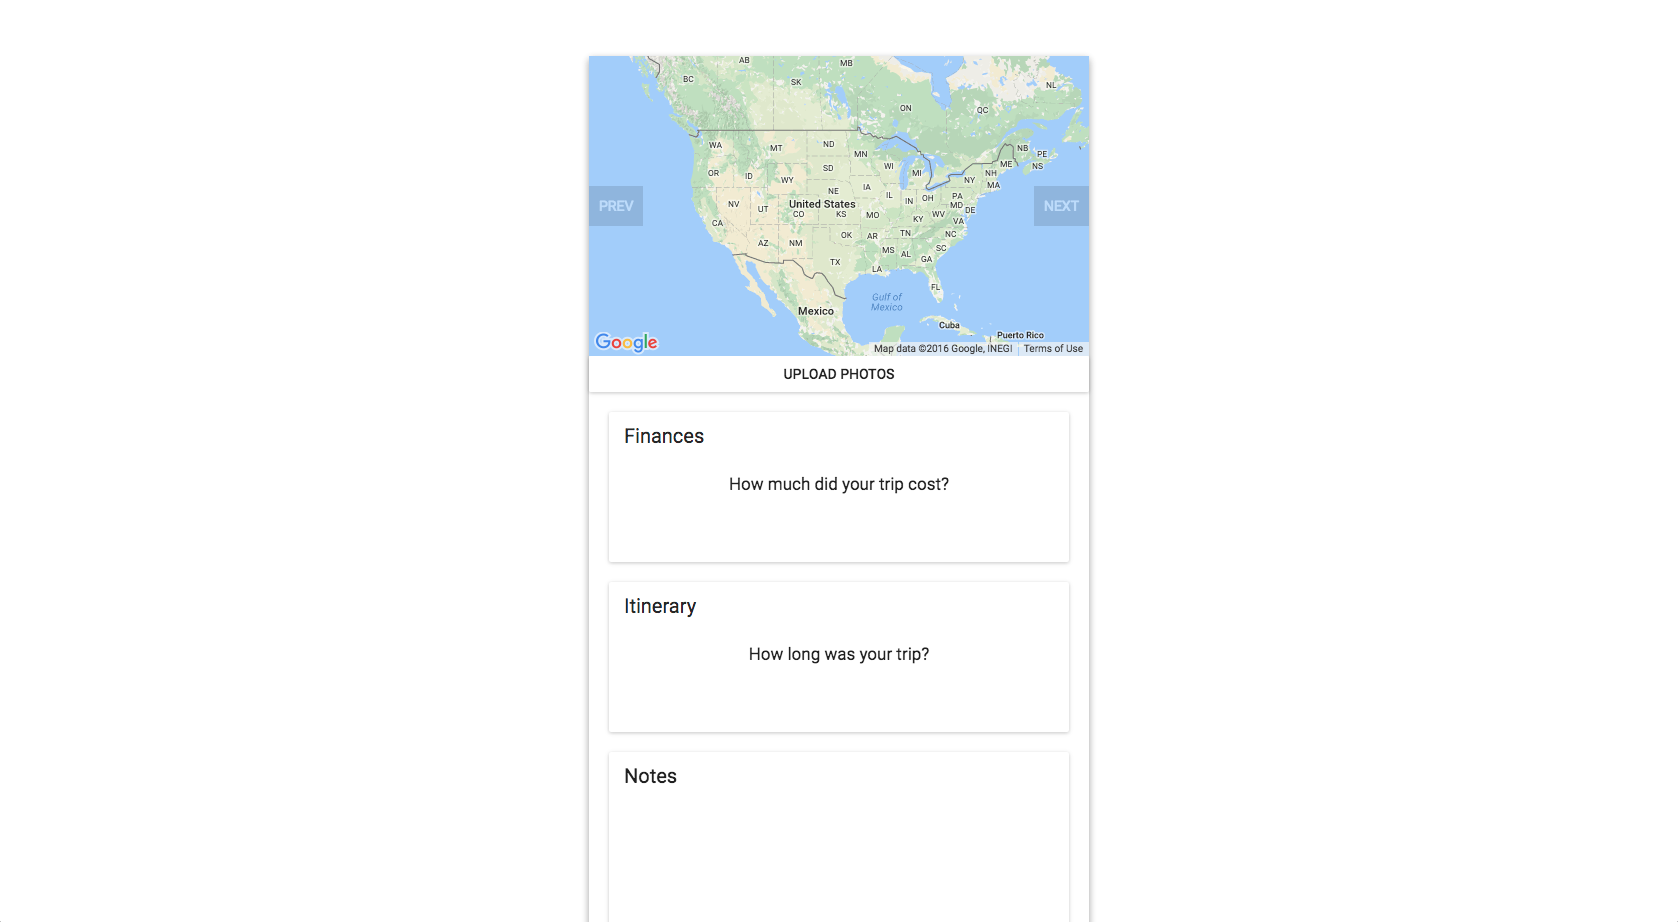 AB
MB
BC
SK
NL
ON
QC
WA
MT
ND
MN
NB
PE
OR
ID
SD
WI
MI
ME
NS
WY
NH
NY
MA
NE
IA
PREV
NV
UT
United States
IL
IN
OH
PA
MD
DE
NEXT
CO
KS
MO
KY
WV
VA
CA
OK
AR
TN
NC
AZ
NM
MS
AL
SC
TX
LA
GA
FL
Gulf of
Mexico
Mexico
Cuba
Puerto Rico
Google
Map data ©2016 Google, INEGI
Terms of Use
UPLOAD PHOTOS
Finances
How much did your trip cost?
Itinerary
How long was your trip?
Notes